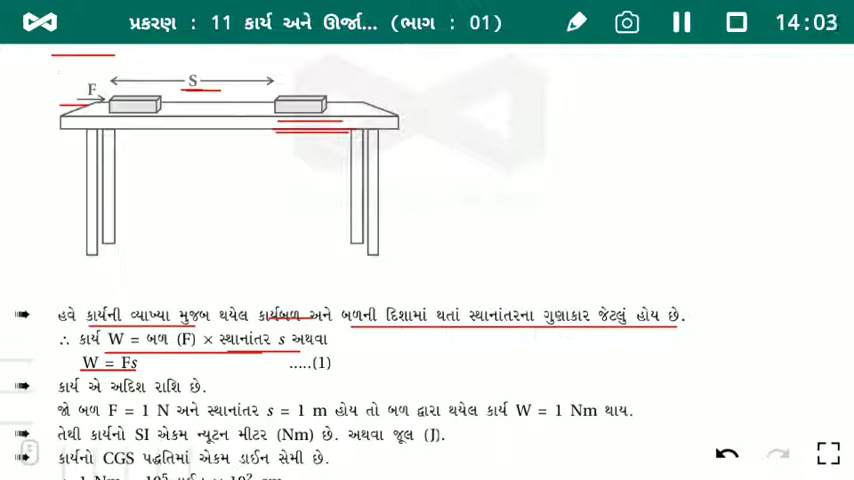 પ્રકરણ : 11 કાર્ય અને ઊર્જા... (ભાગ : 01)
14:03
S
F
હવે કાર્યની વ્યાખ્યા મુજબ થયેલ કાર્યબળ અને બળની દિશામાં થતાં સ્થાનાંતરના ગુણાકાર જેટલું હોય છે.
∴ કાર્ય W = બળ (F) × સ્થાનાંતર s અથવા
W = Fs .....(1)
કાર્ય એ અદિશ રાશિ છે.
જો બળ F = 1 N અને સ્થાનાંતર s = 1 m હોય તો બળ દ્વારા થયેલ કાર્ય W = 1 Nm થાય.
તેથી કાર્યનો SI એકમ ન્યૂટન મીટર (Nm) છે. અથવા જૂલ (J).
કાર્યનો CGS પદ્ધતિમાં એકમ ડાઈન સેમી છે.